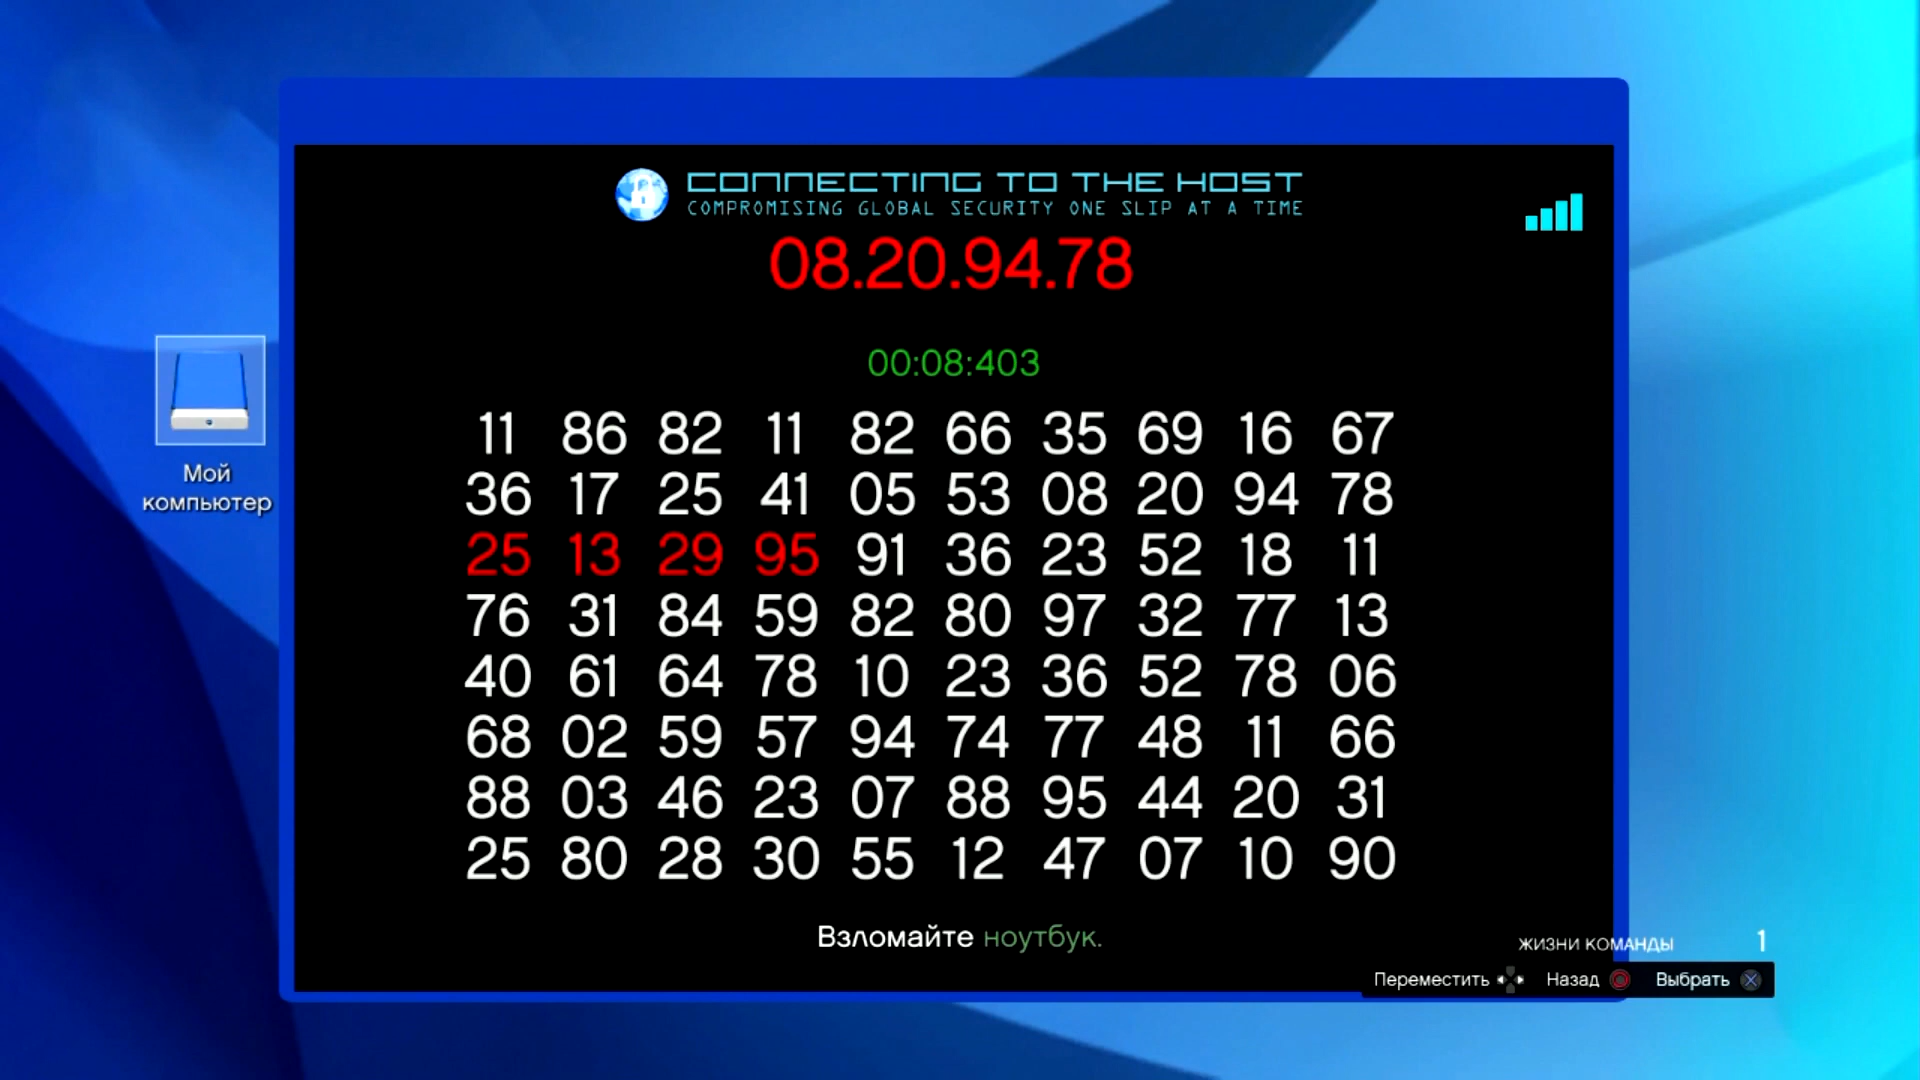 CONNECTING TO THE HOST
COMPROMISING GLOBAL SECURITY ONE SLIP AT A TIME
08.20.94.78
00:08:403
11 86 82 11 82 66 35 69 16 67
36 17 25 41 05 53 08 20 94 78
25 13 29 95 91 36 23 52 18 11
76 31 84 59 82 80 97 32 77 13
40 61 64 78 10 23 36 52 78 06
68 02 59 57 94 74 77 48 11 66
88 03 46 23 07 88 95 44 20 31
25 80 28 30 55 12 47 07 10 90
Мой
компьютер
Взломайте ноутбук.
ЖИЗНИ КОМАНДЫ 1
Переместить Назад Выбрать